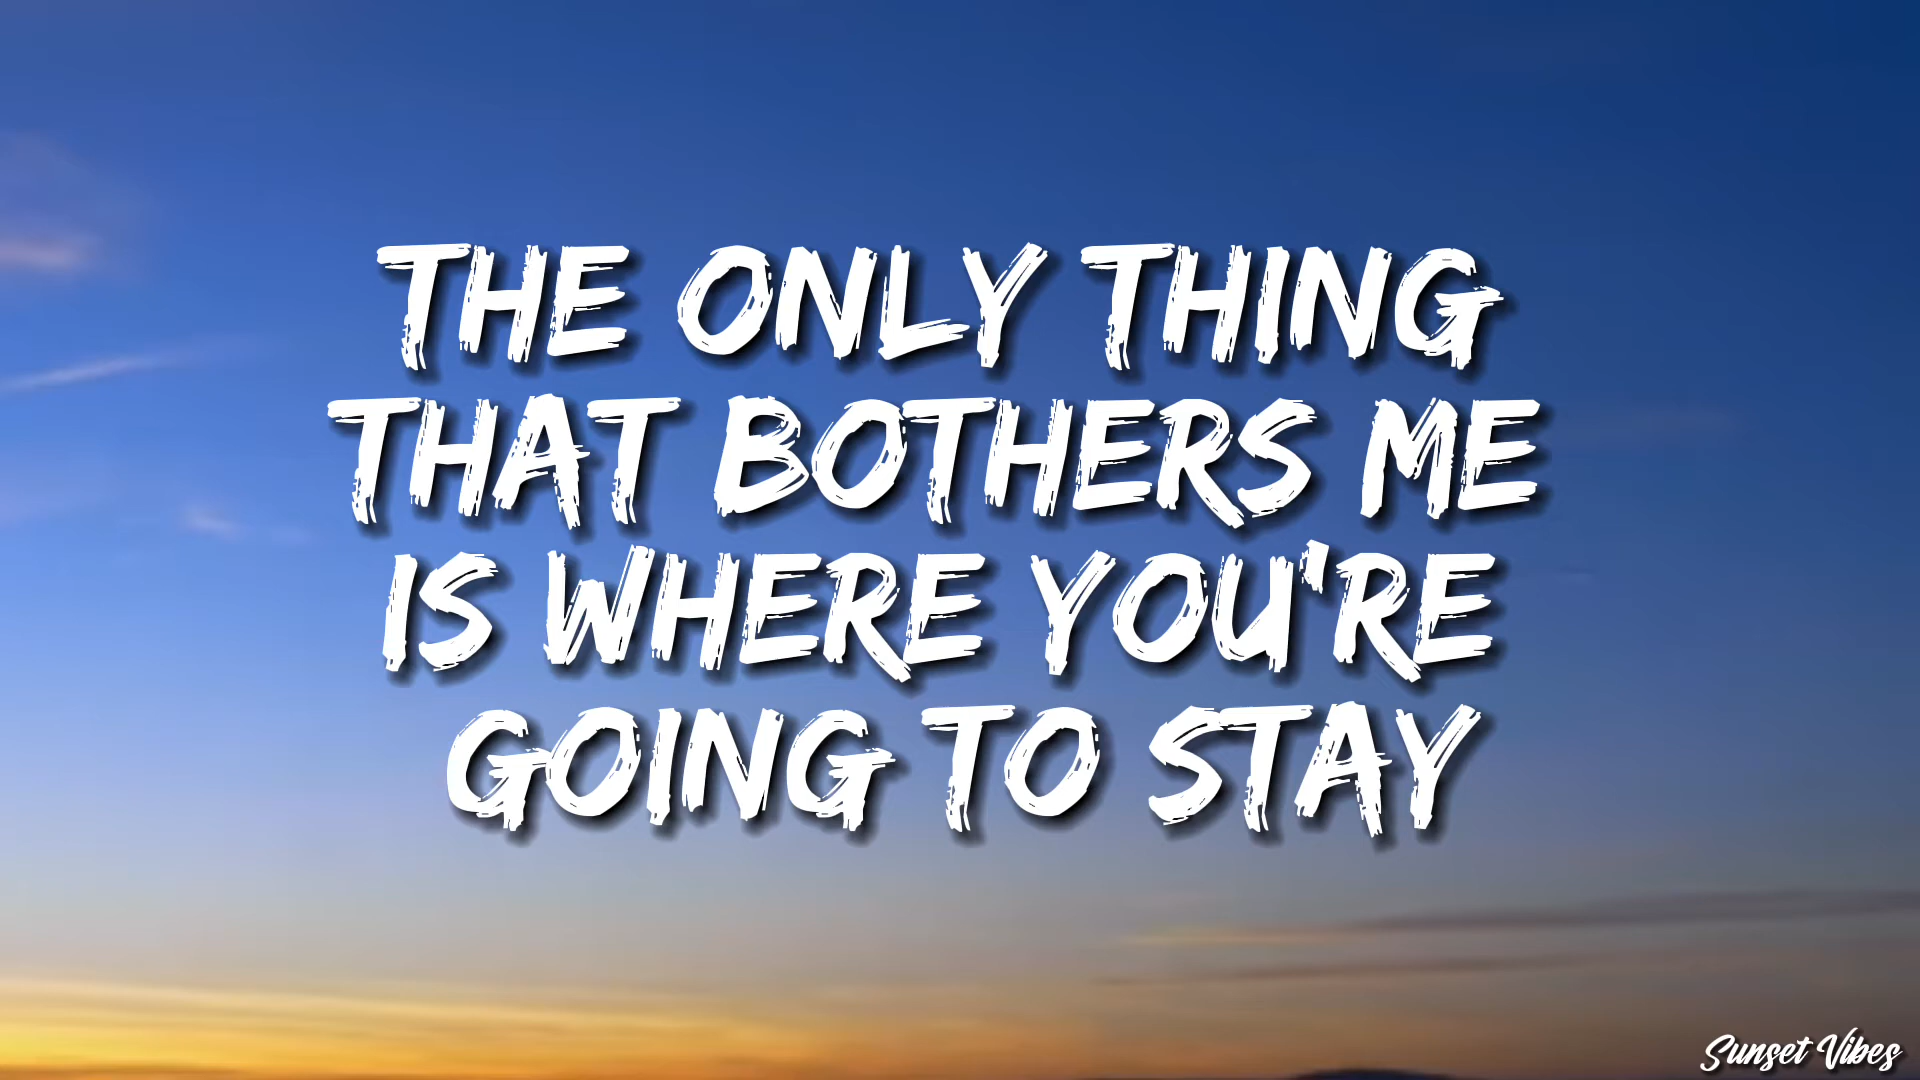 THE ONLY THING
THAT BOTHERS ME
IS WHERE YOU'RE
GOING TO STAY
Sunset Vibes